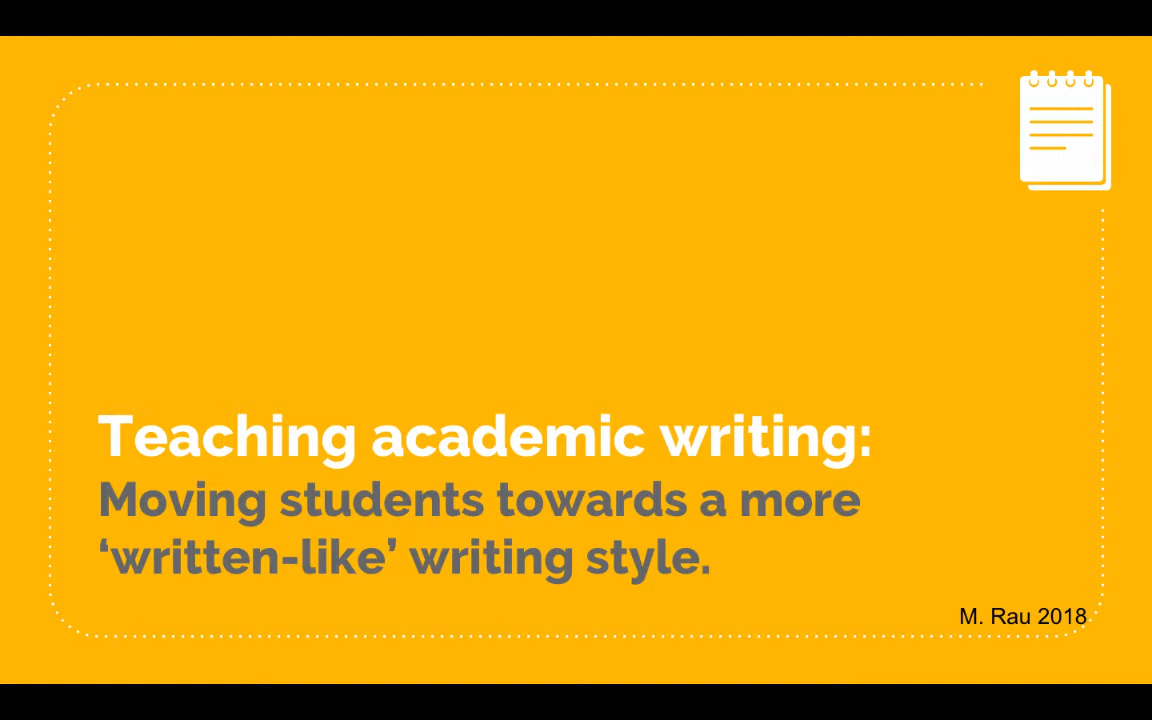 Teaching academic writing:
Moving students towards a more
‘written-like’ writing style.
M. Rau 2018